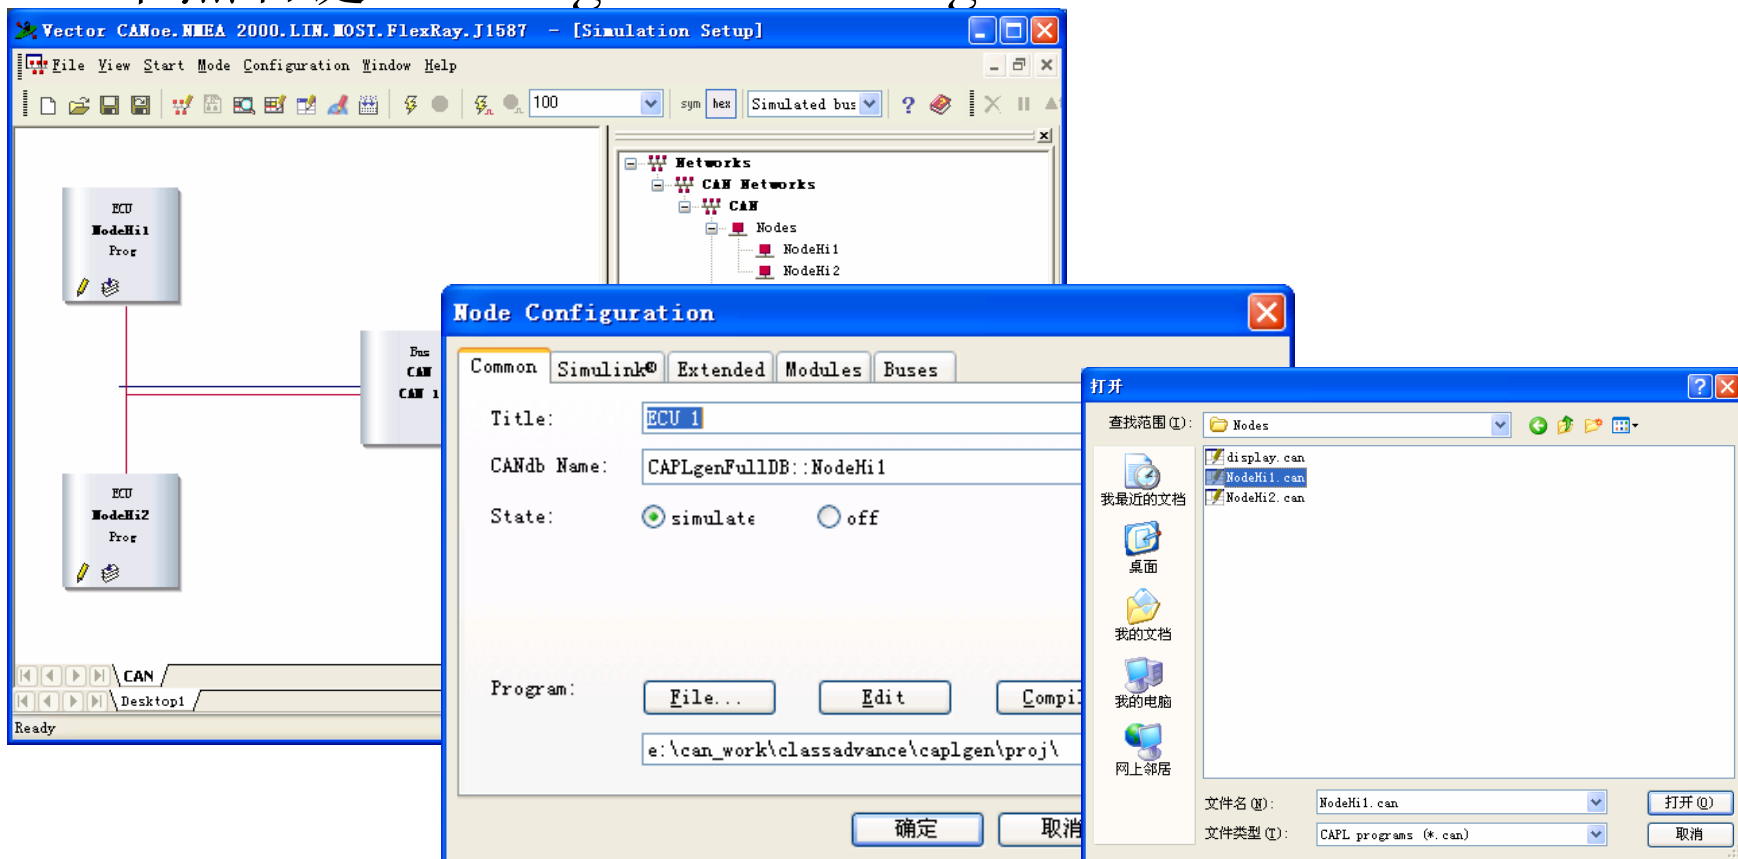 Vector CANoe.NMEA 2000.LIN.MOST.FlexRay.J1587 - [Simulation Setup]
File View Start Mode Configuration Window Help
100
sym hex Simulated bus
Networks
CAN Networks
CAN
Nodes
NodeHi1
NodeHi2
ECU
NodeHi1
Prog
Bus
CAN
CAN 1
ECU
NodeHi2
Prog
CAN
Desktop1
Ready
Node Configuration
Common Simulink® Extended Modules Buses
Title: ECU 1
CANdb Name: CAPLgenFullDB::NodeHi1
State: simulate off
Program: File... Edit Compil
e:\can_work\classadvance\caplgen\proj\
确定 取消
打开
查找范围(I): Nodes
display.can
NodeHi1.can
NodeHi2.can
我最近的文档
桌面
我的文档
我的电脑
网上邻居
文件名(N): NodeHi1.can 打开(O)
文件类型(T): CAPL programs (*.can) 取消